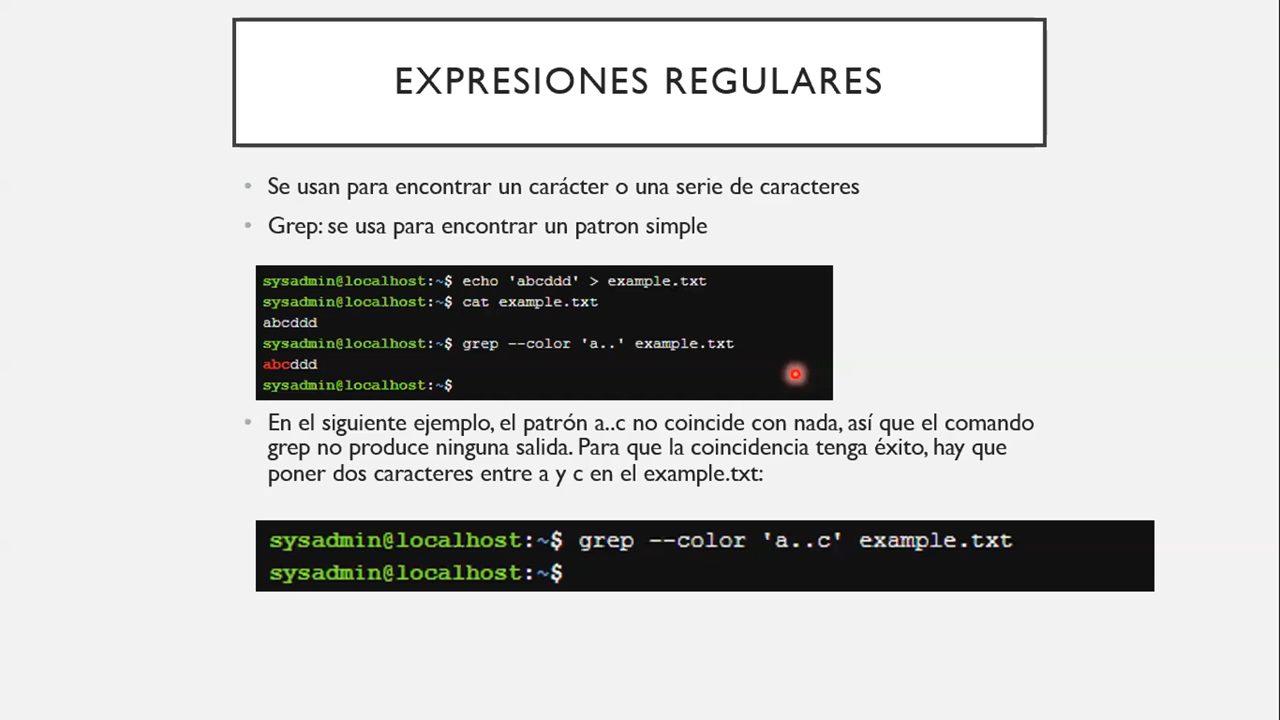 EXPRESIONES REGULARES
• Se usan para encontrar un carácter o una serie de caracteres
• Grep: se usa para encontrar un patron simple
sysadmin@localhost:~$ echo 'abcddd' > example.txt
sysadmin@localhost:~$ cat example.txt
abcddd
sysadmin@localhost:~$ grep --color 'a..' example.txt
abcddd
sysadmin@localhost:~$
• En el siguiente ejemplo, el patrón a..c no coincide con nada, así que el comando
grep no produce ninguna salida. Para que la coincidencia tenga éxito, hay que
poner dos caracteres entre a y c en el example.txt:
sysadmin@localhost:~$ grep --color 'a..c' example.txt
sysadmin@localhost:~$